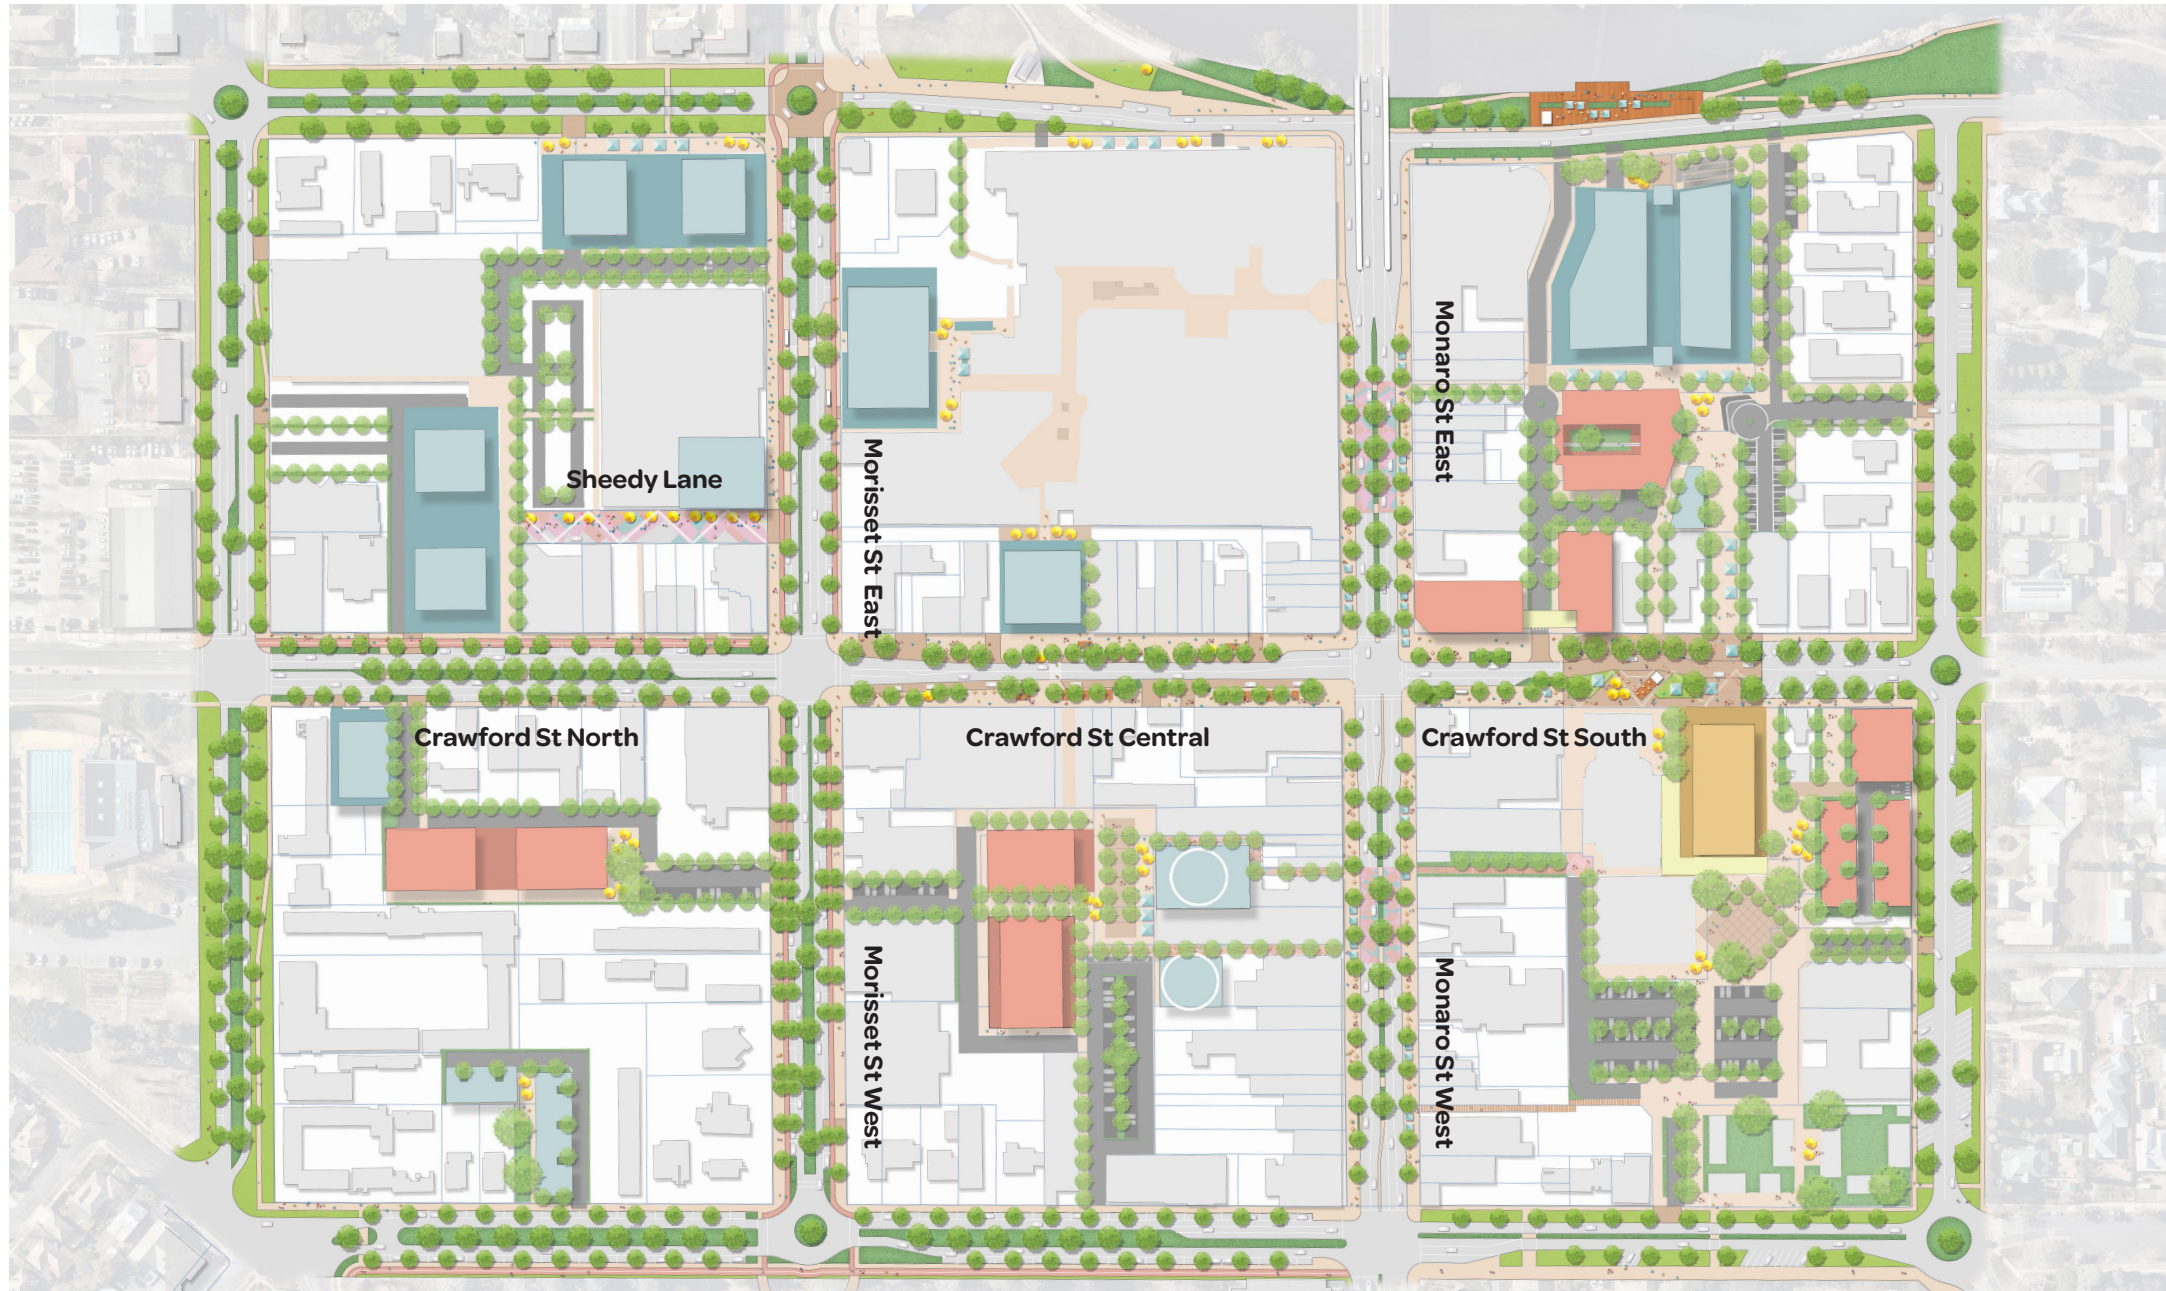 Monaro St East
Morisset St East
Sheedy Lane
Crawford St North
Crawford St Central
Crawford St South
Morisset St West
Monaro St West